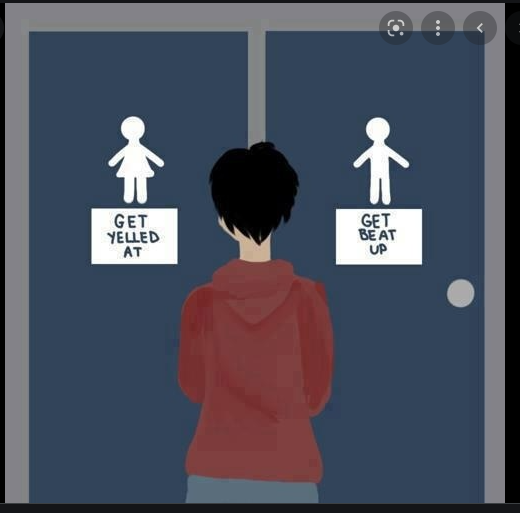 GET
YELLED
AT
GET
BEAT
UP